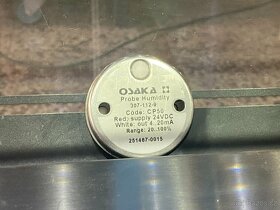 OSAKA
Probe Humidity
387-112-9
Code: CP50
Red: supply 24VDC
White: out 4..20mA
Range: 20..100%
251487-0015